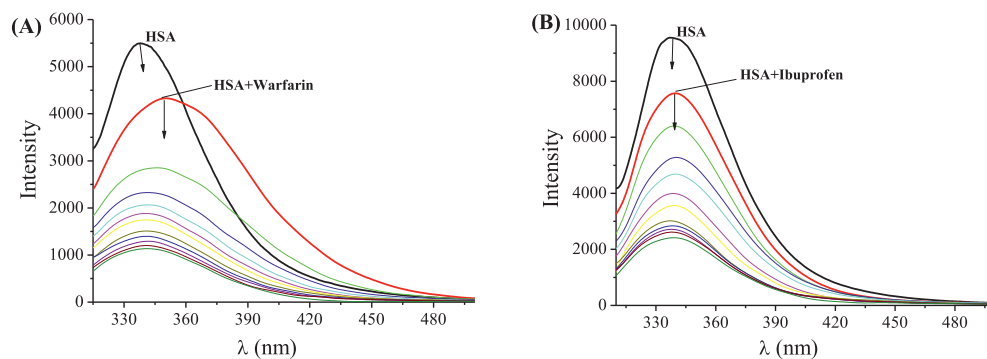 (A)
6000
5000
4000
3000
2000
1000
0
Intensity
HSA
HSA+Warfarin
330 360 390 420 450 480
λ (nm)
(B)
10000
8000
6000
4000
2000
0
Intensity
HSA
HSA+Ibuprofen
330 360 390 420 450 480
λ (nm)